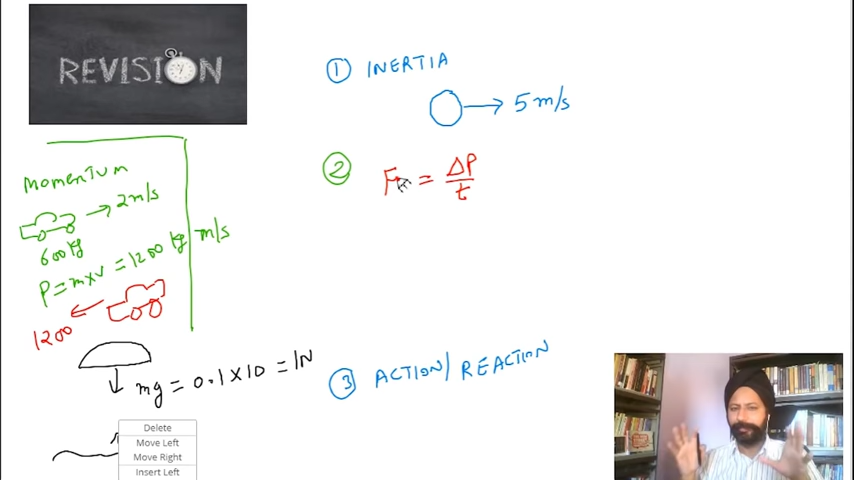 REVISION
① INERTIA
5 m/s
② F = ΔP/t
Momentum
2m/s
600 kg
P = m×v = 1200 kg m/s
1200
mg = 0.1 × 10 = 1N
③ ACTION/REACTION
Delete
Move Left
Move Right
Insert Left